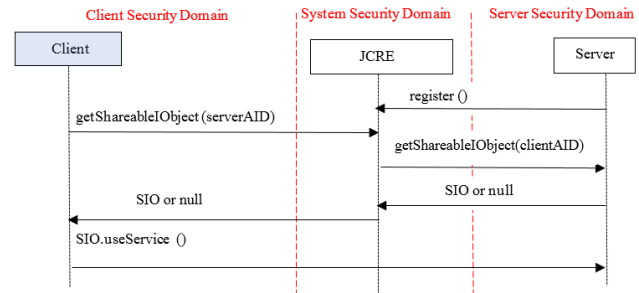 Client Security Domain
System Security Domain
Server Security Domain
Client
JCRE
Server
register ()
getShareableIObject (serverAID)
getShareableIObject(clientAID)
SIO or null
SIO or null
SIO.useService ()